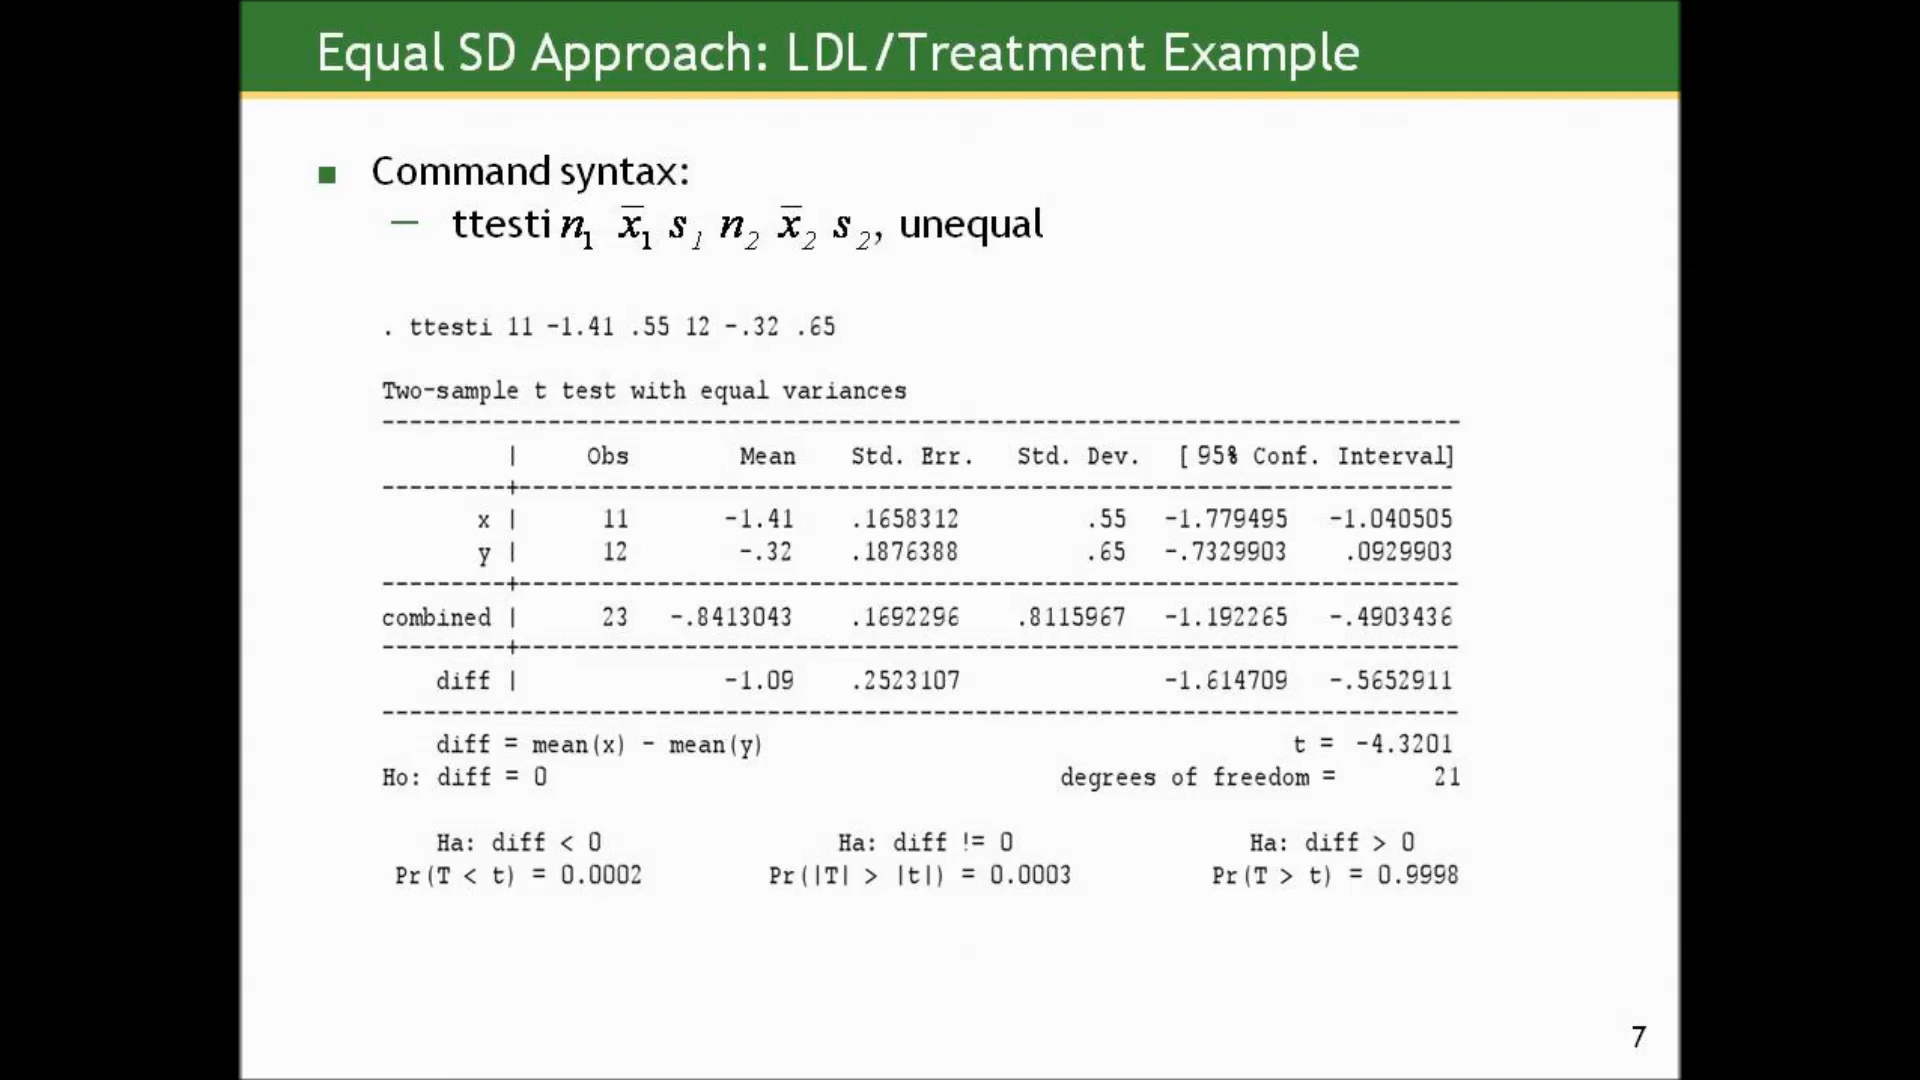 Equal SD Approach: LDL/Treatment Example
■ Command syntax:
— ttesti n₁ x̄₁ s₁ n₂ x̄₂ s₂, unequal
. ttesti 11 -1.41 .55 12 -.32 .65
Two-sample t test with equal variances
------------------------------------------------------------------------------
         |     Obs        Mean    Std. Err.   Std. Dev.   [ 95% Conf. Interval]
---------+--------------------------------------------------------------------
       x |      11       -1.41    .1658312         .55   -1.779495   -1.040505
       y |      12        -.32    .1876388         .65   -.7329903    .0929903
---------+--------------------------------------------------------------------
combined |      23   -.8413043    .1692296    .8115967   -1.192265   -.4903436
---------+--------------------------------------------------------------------
    diff |               -1.09    .2523107               -1.614709   -.5652911
------------------------------------------------------------------------------
    diff = mean(x) - mean(y)                                      t =  -4.3201
Ho: diff = 0                                     degrees of freedom =       21
    Ha: diff < 0                 Ha: diff != 0                 Ha: diff > 0
 Pr(T < t) = 0.0002         Pr(|T| > |t|) = 0.0003          Pr(T > t) = 0.9998
7